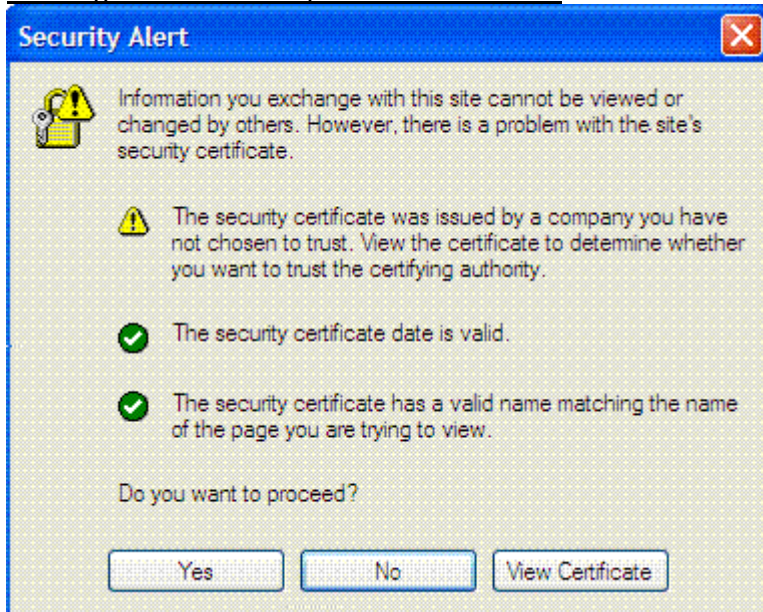 Security Alert
Information you exchange with this site cannot be viewed or
changed by others. However, there is a problem with the site's
security certificate.
The security certificate was issued by a company you have
not chosen to trust. View the certificate to determine whether
you want to trust the certifying authority.
The security certificate date is valid.
The security certificate has a valid name matching the name
of the page you are trying to view.
Do you want to proceed?
Yes No View Certificate